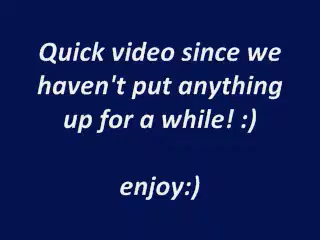 Quick video since we
haven't put anything
up for a while! :)
enjoy:)